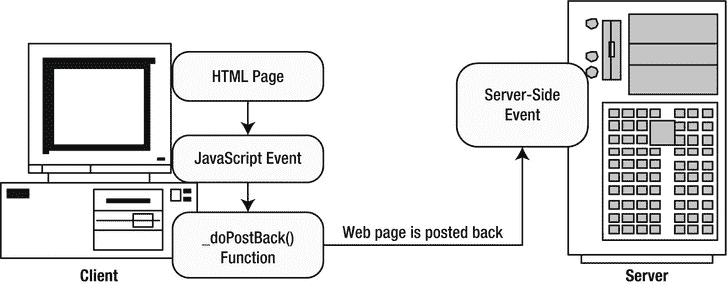 HTML Page
JavaScript Event
_doPostBack()
Function
Web page is posted back
Server-Side
Event
Client
Server